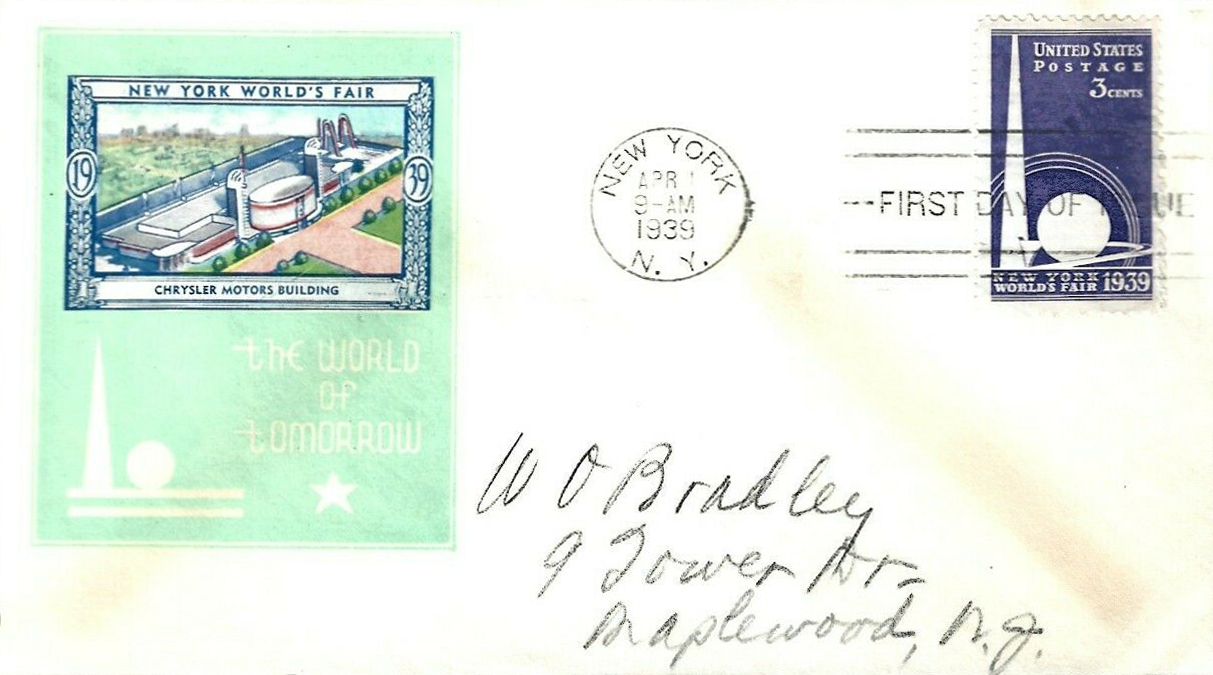 NEW YORK WORLD'S FAIR
19 39
CHRYSLER MOTORS BUILDING
the WORLD
OF
tOMORROW
NEW YORK
APR 1
9-AM
1939
N. Y.
FIRST DAY OF ISSUE
UNITED STATES
POSTAGE
3 CENTS
NEW YORK
WORLD'S FAIR 1939
W O Bradley
9 Tower Dr.
Maplewood, N.J.